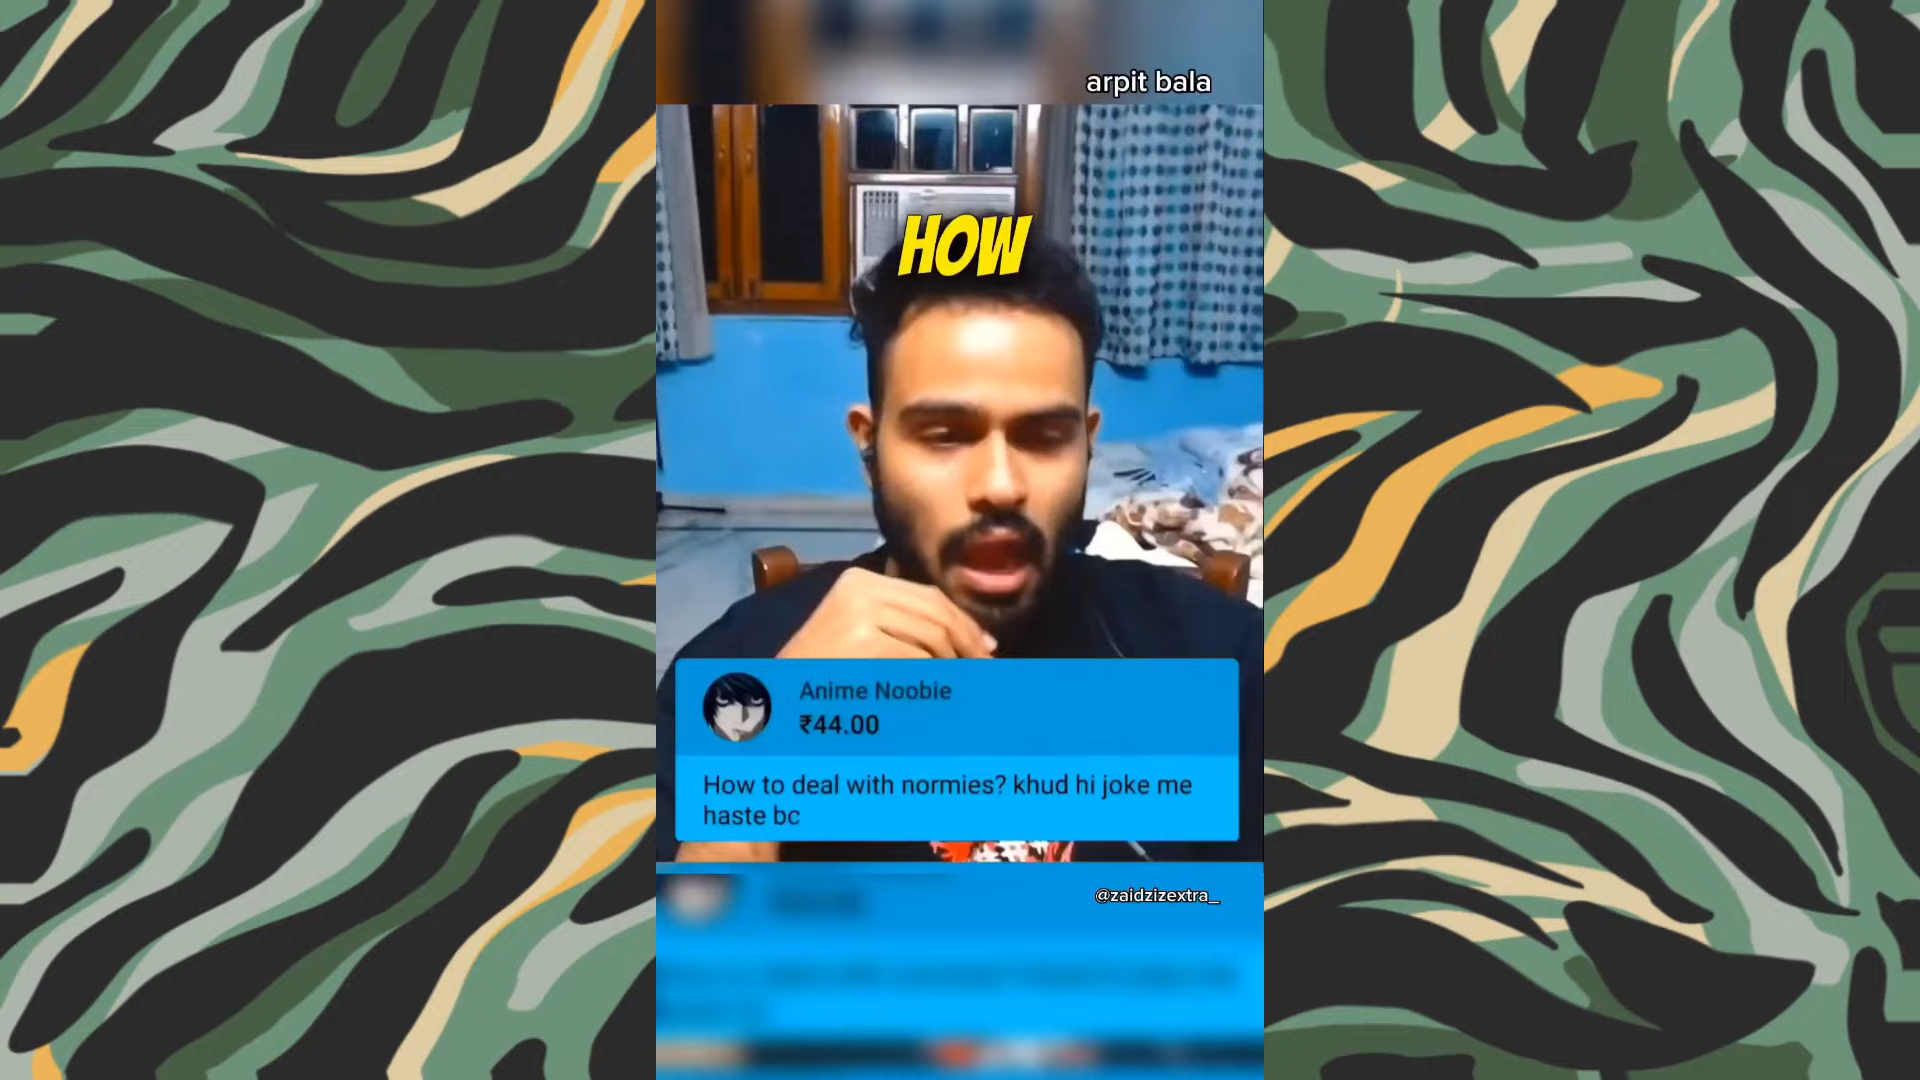 arpit bala
HOW
Anime Noobie
₹44.00
How to deal with normies? khud hi joke me
haste bc
@zaidzizextra_